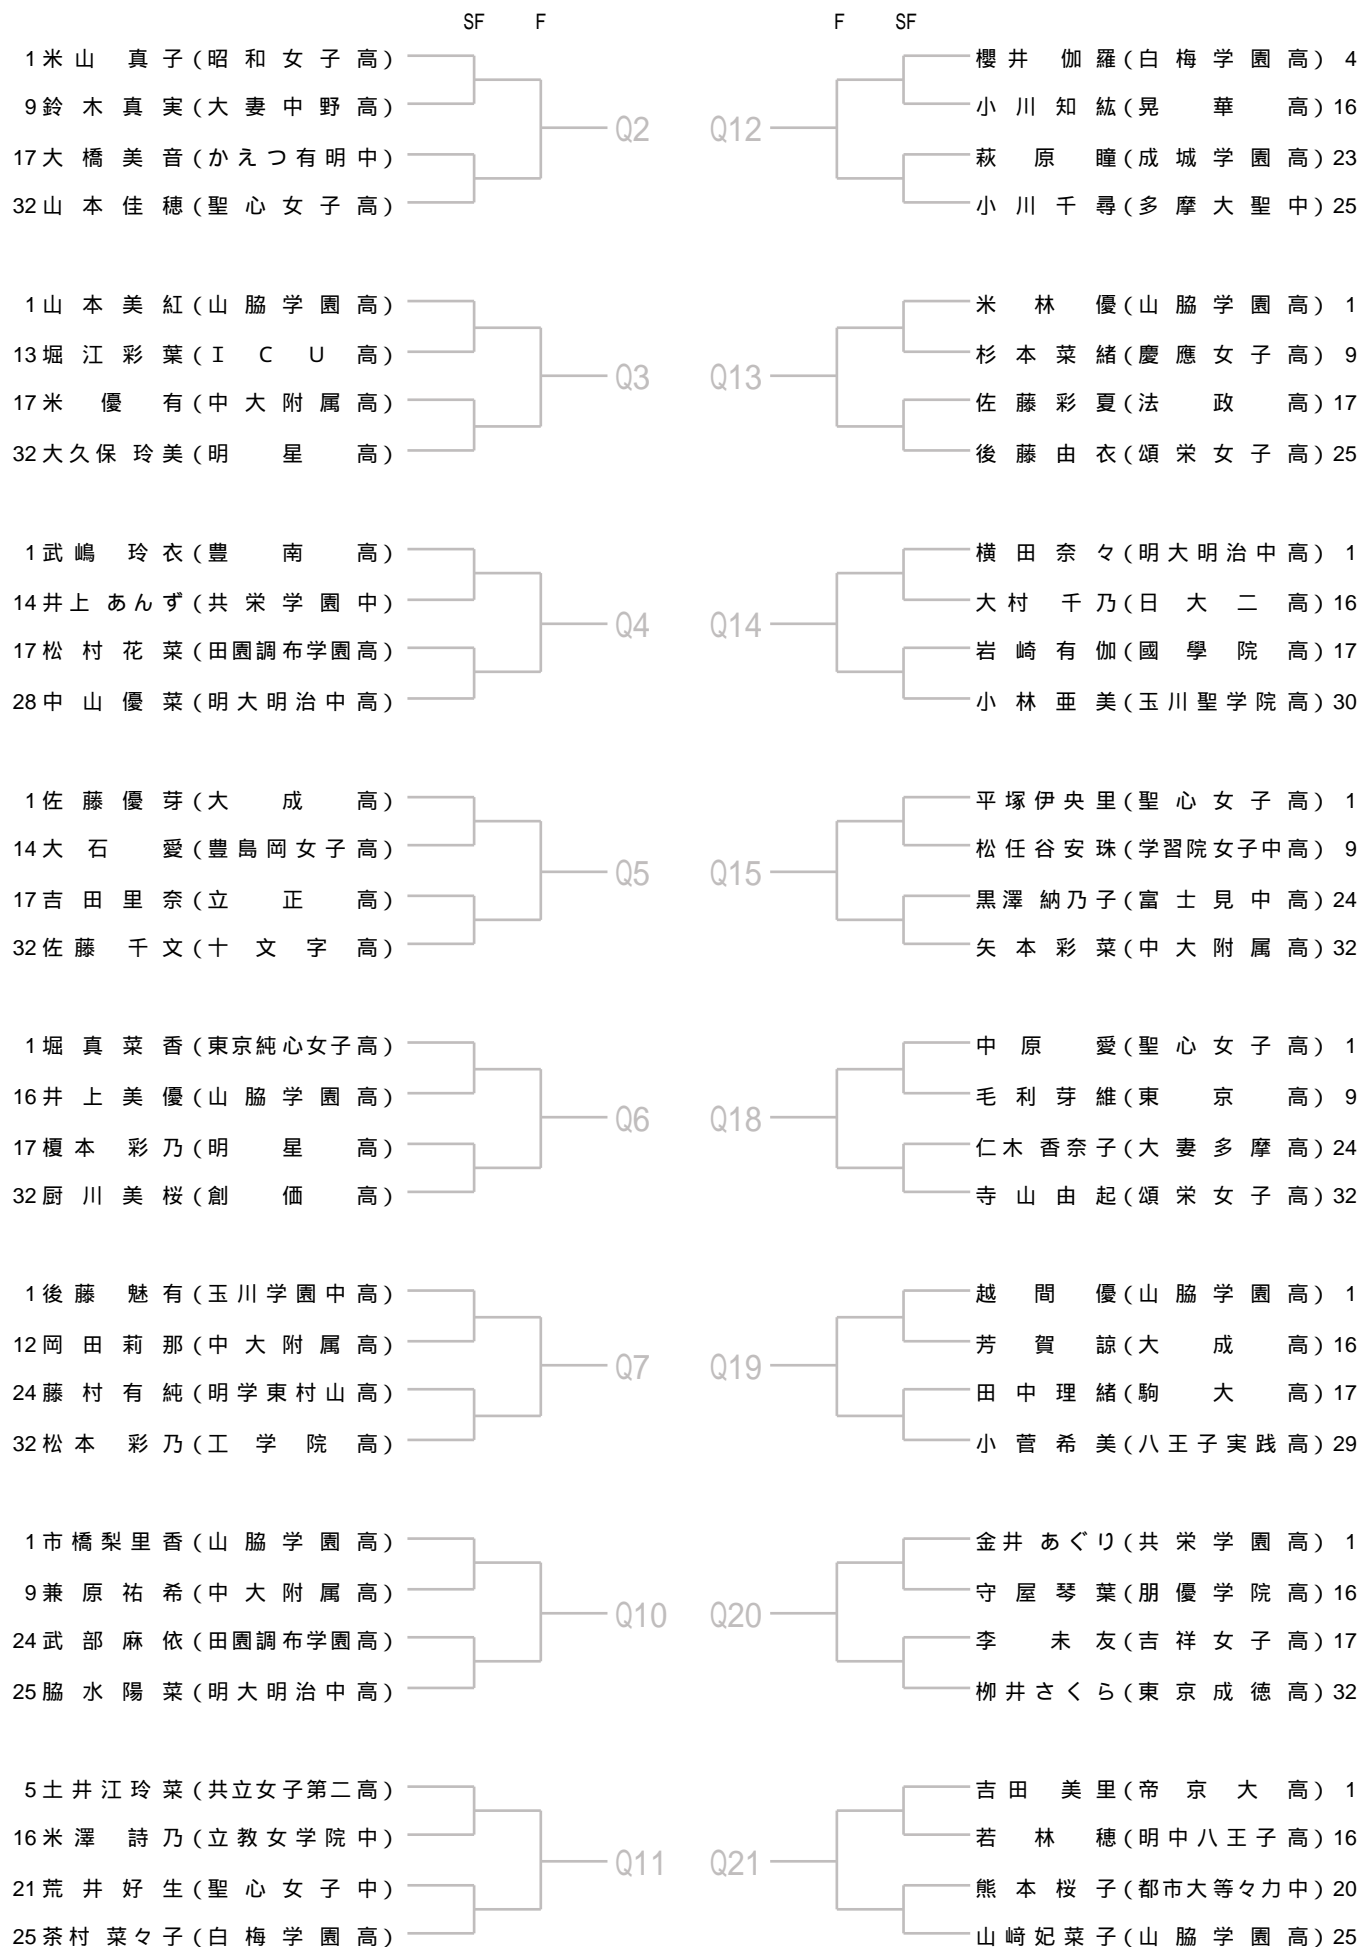 SF F
1 米山 真子 (昭和女子高)
9 鈴木真実 (大妻中野高)
Q2
17 大橋美音 (かえつ有明中)
32 山本佳穂 (聖心女子高)
1 山本美紅 (山脇学園高)
13 堀江彩葉 (ＩＣＵ高)
Q3
17 米優 有 (中大附属高)
32 大久保玲美 (明星高)
1 武嶋 玲衣 (豊南高)
14 井上あんず (共栄学園中)
Q4
17 松村花菜 (田園調布学園高)
28 中山優菜 (明大明治中高)
1 佐藤優芽 (大成高)
14 大石 愛 (豊島岡女子高)
Q5
17 吉田里奈 (立正高)
32 佐藤 千文 (十文字高)
1 堀真菜香 (東京純心女子高)
16 井上美優 (山脇学園高)
Q6
17 榎本 彩乃 (明星高)
32 厨川美桜 (創価高)
1 後藤 魅有 (玉川学園中高)
12 岡田莉那 (中大附属高)
Q7
24 藤村有純 (明学東村山高)
32 松本 彩乃 (工学院高)
1 市橋梨里香 (山脇学園高)
9 兼原祐希 (中大附属高)
Q10
24 武部麻依 (田園調布学園高)
25 脇水陽菜 (明大明治中高)
5 土井江玲菜 (共立女子第二高)
16 米澤 詩乃 (立教女学院中)
Q11
21 荒井好生 (聖心女子中)
25 茶村 菜々子 (白梅学園高)
F SF
櫻井 伽羅 (白梅学園高) 4
小川知紘 (晃華高) 16
Q12
萩原 瞳 (成城学園高) 23
小川千尋 (多摩大聖中) 25
米林 優 (山脇学園高) 1
杉本菜緒 (慶應女子高) 9
Q13
佐藤彩夏 (法政高) 17
後藤由衣 (頌栄女子高) 25
横田奈々 (明大明治中高) 1
大村 千乃 (日大二高) 16
Q14
岩崎有伽 (國學院高) 17
小林亜美 (玉川聖学院高) 30
平塚伊央里 (聖心女子高) 1
松任谷安珠 (学習院女子中高) 9
Q15
黒澤 納乃子 (富士見中高) 24
矢本彩菜 (中大附属高) 32
中原 愛 (聖心女子高) 1
毛利芽維 (東京高) 9
Q18
仁木 香奈子 (大妻多摩高) 24
寺山由起 (頌栄女子高) 32
越間 優 (山脇学園高) 1
芳賀 諒 (大成高) 16
Q19
田中理緒 (駒大高) 17
小菅希美 (八王子実践高) 29
金井 あぐり (共栄学園高) 1
守屋琴葉 (朋優学院高) 16
Q20
李 未友 (吉祥女子高) 17
栁井さくら (東京成徳高) 32
吉田 美里 (帝京大高) 1
若林 穂 (明中八王子高) 16
Q21
熊本桜子 (都市大等々力中) 20
山﨑妃菜子 (山脇学園高) 25